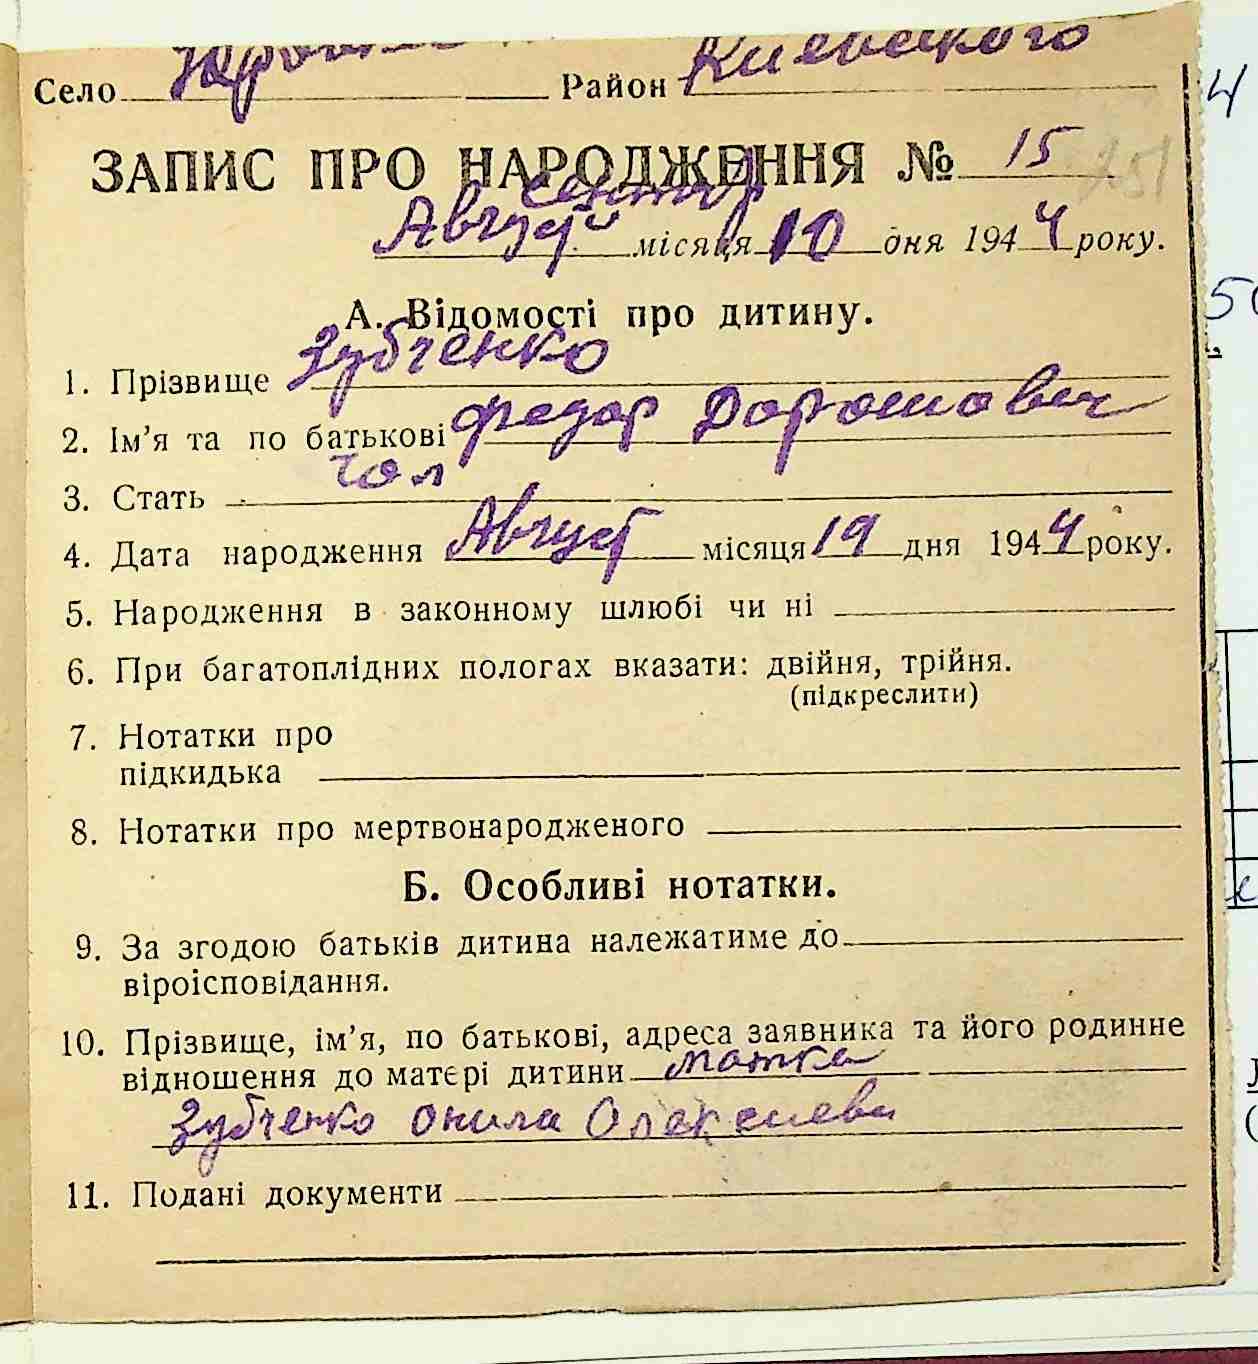 Село Район Киевского
ЗАПИС ПРО НАРОДЖЕННЯ № 15 151
Сентяр
Август місяця 10 дня 1944 року.
А. Відомості про дитину.
1. Прізвище Зубченко
2. Ім’я та по батькові Федор Дорошович
3. Стать чол
4. Дата народження Август місяця 19 дня 1944 року.
5. Народження в законному шлюбі чи ні
6. При багатоплідних пологах вказати: двійня, трійня.
(підкреслити)
7. Нотатки про
підкидька
8. Нотатки про мертвонародженого
Б. Особливі нотатки.
9. За згодою батьків дитина належатиме до
віроісповідання.
10. Прізвище, ім’я, по батькові, адреса заявника та його родинне
відношення до матері дитини матка
Зубченко Онила Олексиева
11. Подані документи